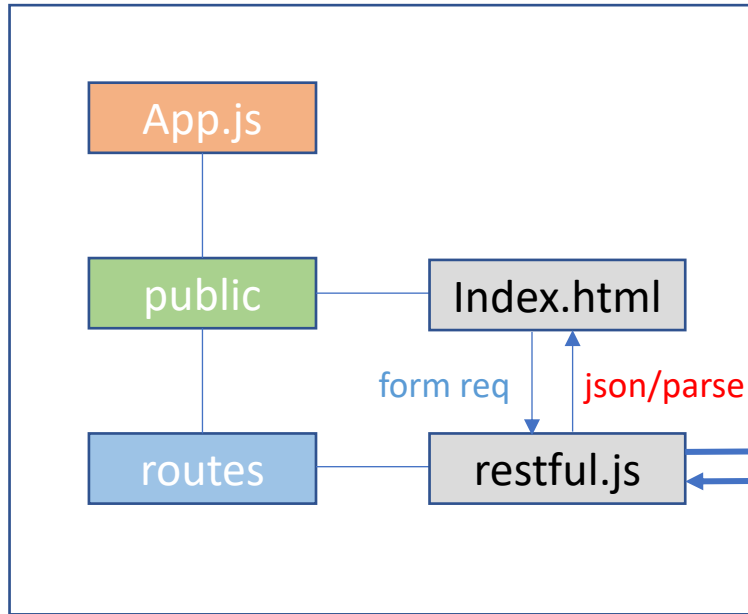 App.js
public
Index.html
form req
json/parse
routes
restful.js